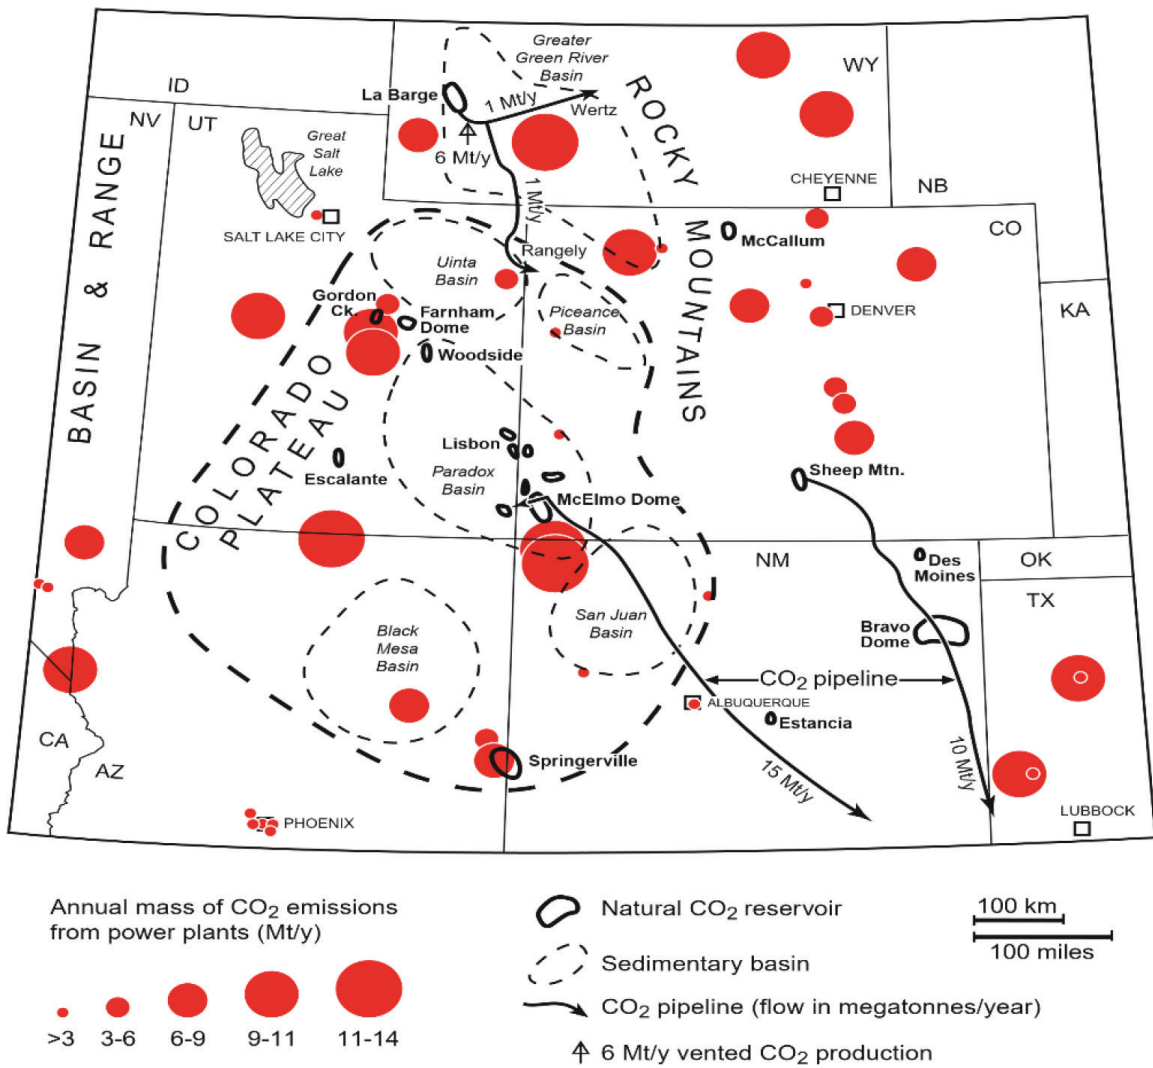 Greater
Green River
Basin
WY
ID
La Barge
1 Mt/y
Wertz
ROCKY
MOUNTAINS
NV
UT
Great
Salt
Lake
6 Mt/y
1 Mt/y
CHEYENNE
NB
BASIN & RANGE
SALT LAKE CITY
McCallum
CO
Rangely
Uinta
Basin
Gordon
Ck.
Farnham
Dome
Piceance
Basin
DENVER
KA
Woodside
COLORADO
PLATEAU
Lisbon
Escalante
Paradox
Basin
Sheep Mtn.
McElmo Dome
NM
Des
Moines
OK
TX
San Juan
Basin
Black
Mesa
Basin
Bravo
Dome
CO2 pipeline
ALBUQUERQUE
Estancia
CA
AZ
Springerville
15 Mt/y
10 Mt/y
PHOENIX
LUBBOCK
Annual mass of CO2 emissions
from power plants (Mt/y)
>3 3-6 6-9 9-11 11-14
Natural CO2 reservoir
Sedimentary basin
CO2 pipeline (flow in megatonnes/year)
6 Mt/y vented CO2 production
100 km
100 miles